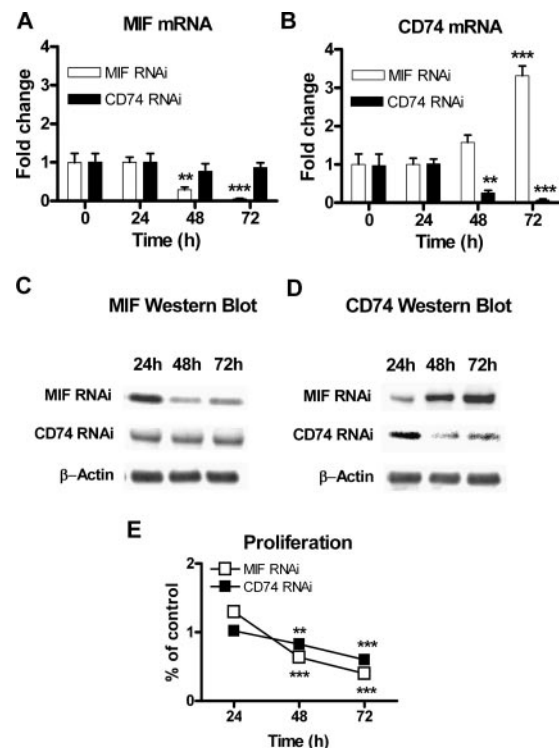 A
MIF mRNA
Fold change
4
3
2
1
0
MIF RNAi
CD74 RNAi
**
***
0 24 48 72
Time (h)
B
CD74 mRNA
Fold change
4
3
2
1
0
MIF RNAi
CD74 RNAi
***
**
***
0 24 48 72
Time (h)
C
MIF Western Blot
24h 48h 72h
MIF RNAi
CD74 RNAi
β–Actin
D
CD74 Western Blot
24h 48h 72h
MIF RNAi
CD74 RNAi
β–Actin
E
Proliferation
% of control
2
1
0
MIF RNAi
CD74 RNAi
** ***
*** ***
24 48 72
Time (h)